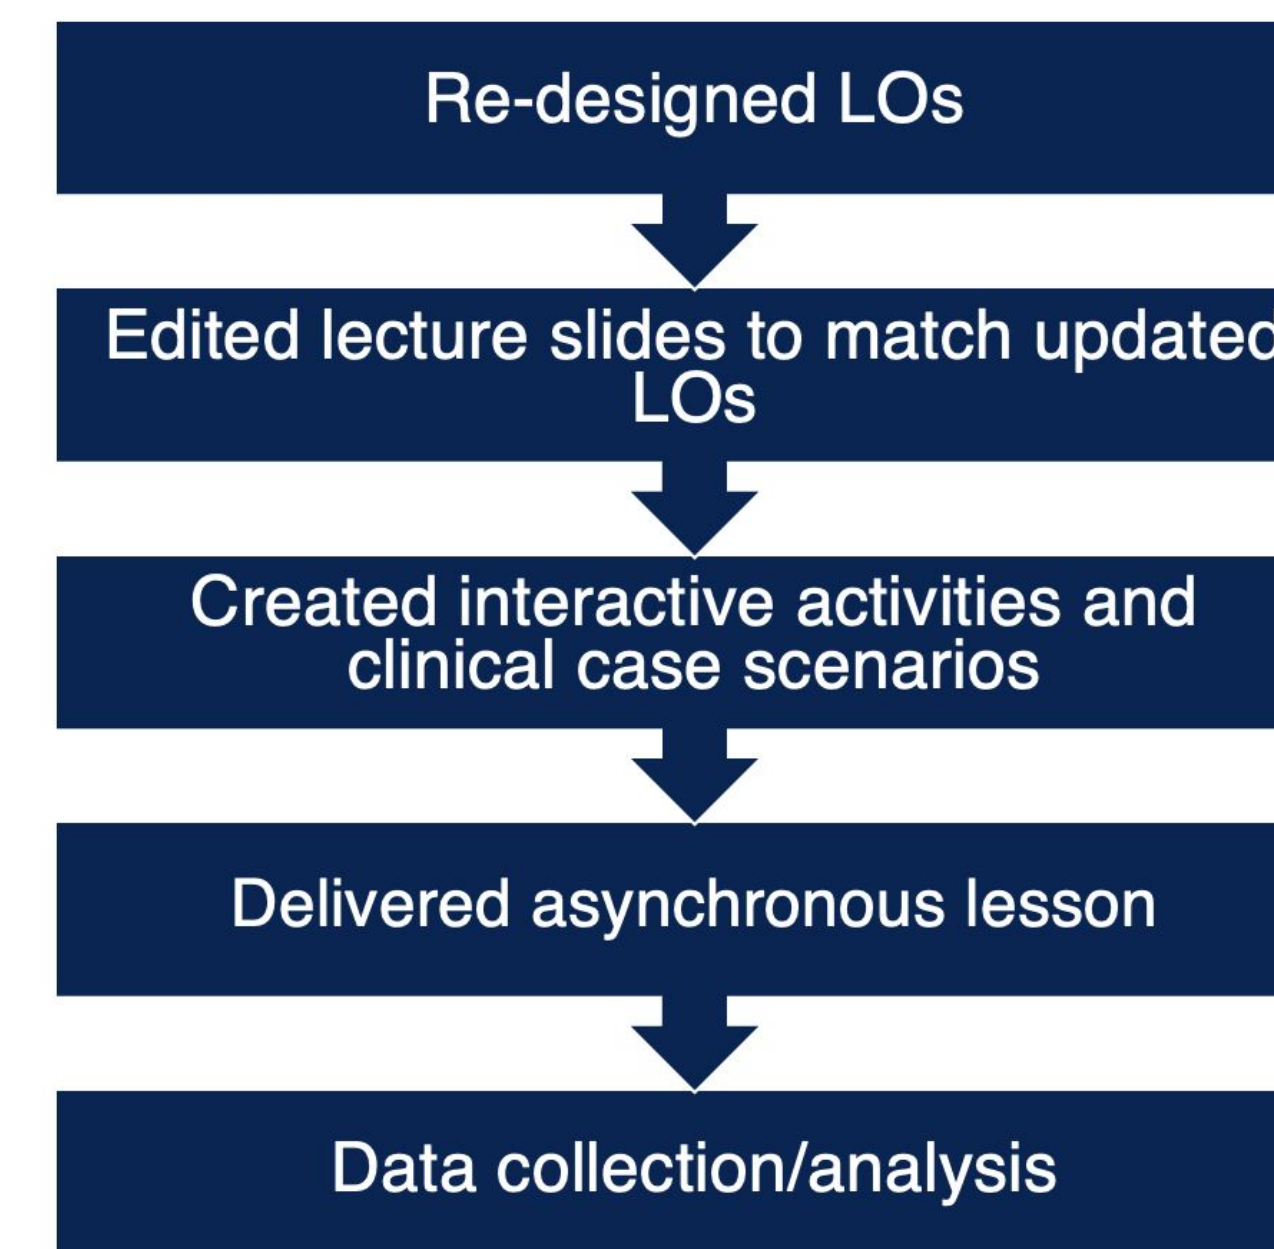 Re-designed LOs
Edited lecture slides to match updated
LOs
Created interactive activities and
clinical case scenarios
Delivered asynchronous lesson
Data collection/analysis